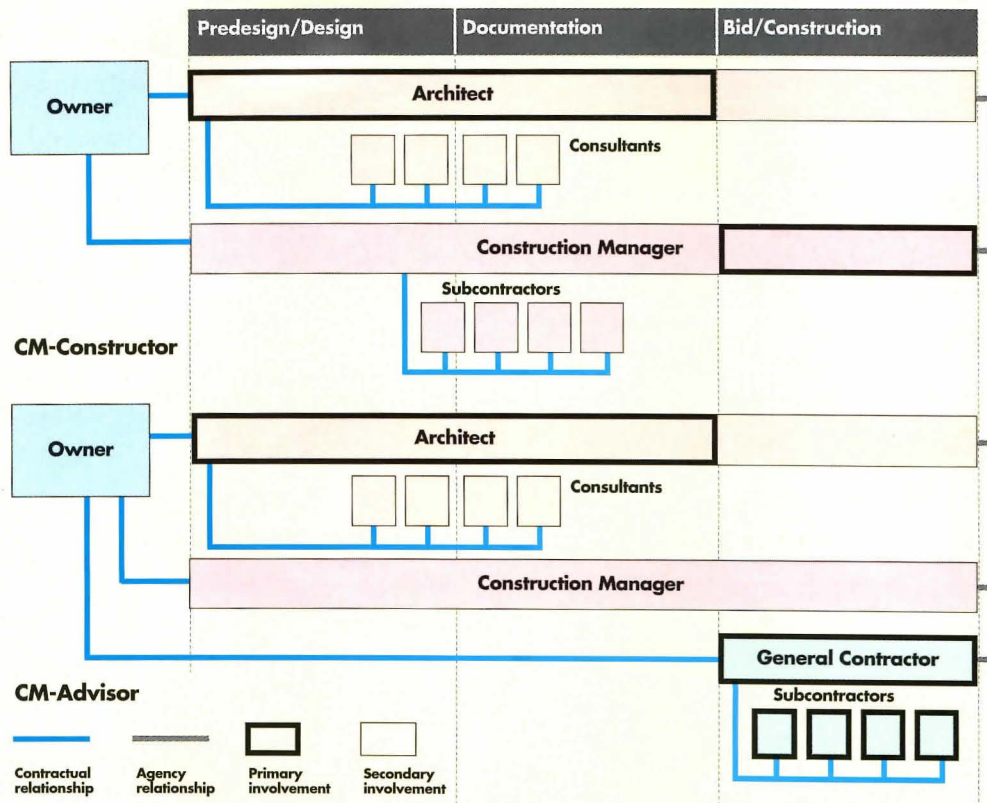 Predesign/Design
Documentation
Bid/Construction
Owner
Architect
Consultants
Construction Manager
Subcontractors
CM-Constructor
Owner
Architect
Consultants
Construction Manager
General Contractor
Subcontractors
CM-Advisor
Contractual
relationship
Agency
relationship
Primary
involvement
Secondary
involvement